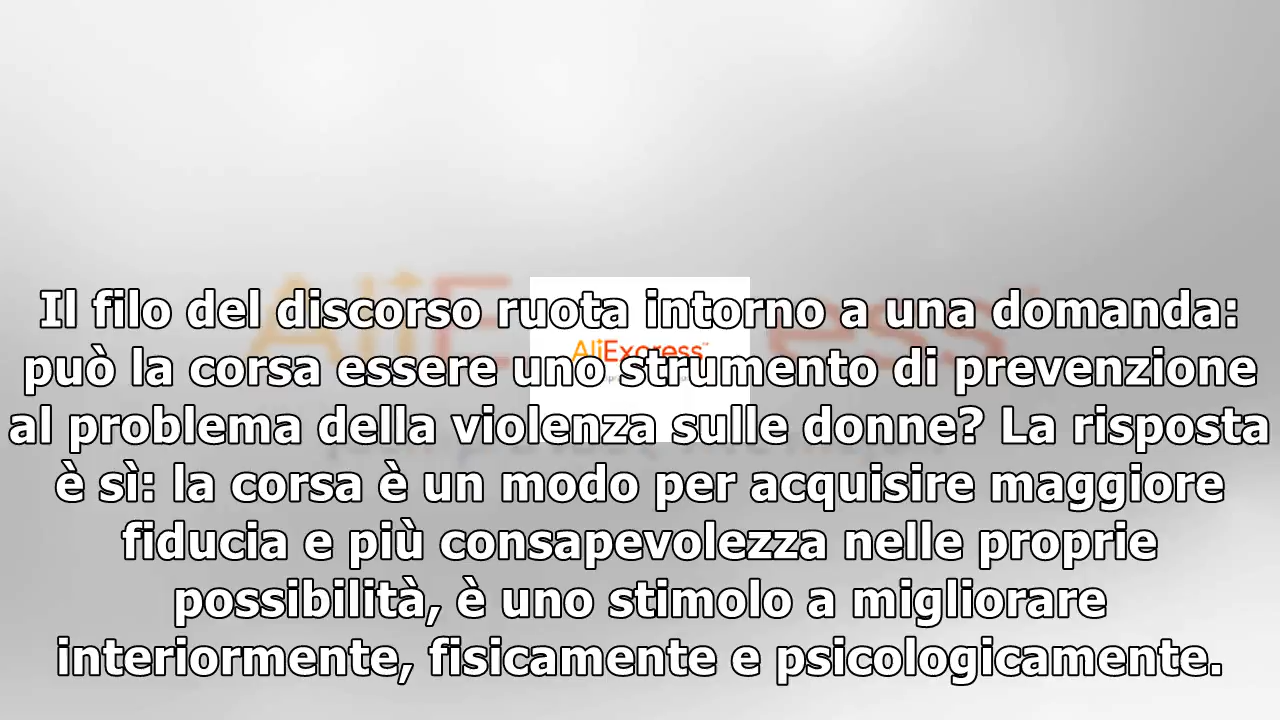 Il filo del discorso ruota intorno a una domanda:
può la corsa essere uno strumento di prevenzione
al problema della violenza sulle donne? La risposta
è sì: la corsa è un modo per acquisire maggiore
fiducia e più consapevolezza nelle proprie
possibilità, è uno stimolo a migliorare
interiormente, fisicamente e psicologicamente.
AliExpress™